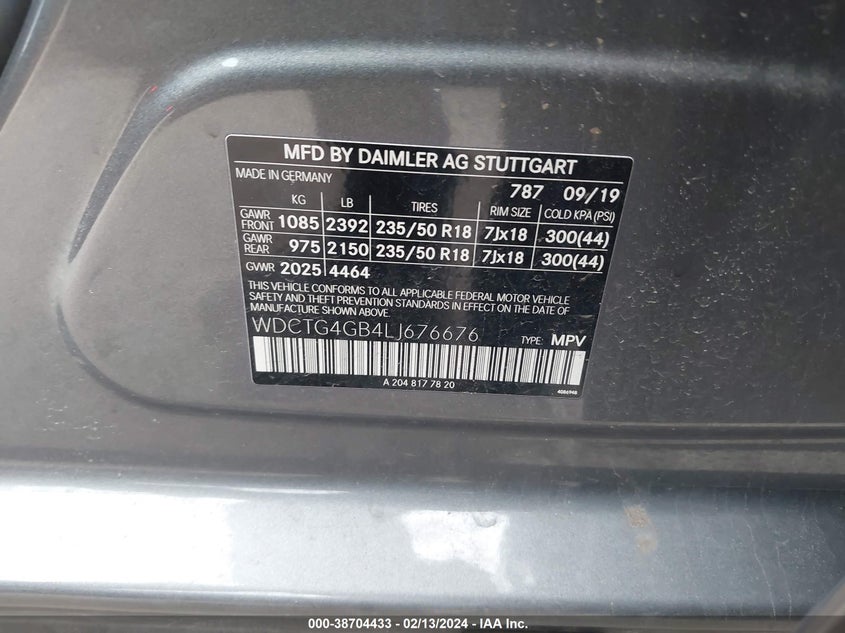 MFD BY DAIMLER AG STUTTGART
MADE IN GERMANY 787 09/19
KG LB TIRES RIM SIZE COLD KPA (PSI)
GAWR FRONT 1085 2392 235/50 R18 7Jx18 300(44)
GAWR REAR 975 2150 235/50 R18 7Jx18 300(44)
GVWR 2025 4464
THIS VEHICLE CONFORMS TO ALL APPLICABLE FEDERAL MOTOR VEHICLE
SAFETY AND THEFT PREVENTION STANDARDS IN EFFECT ON THE DATE OF
MANUFACTURE SHOWN ABOVE.
WDCTG4GB4LJ676676 TYPE: MPV
A 204 817 78 20 4086948
000-38704433 - 02/13/2024 - IAA Inc.